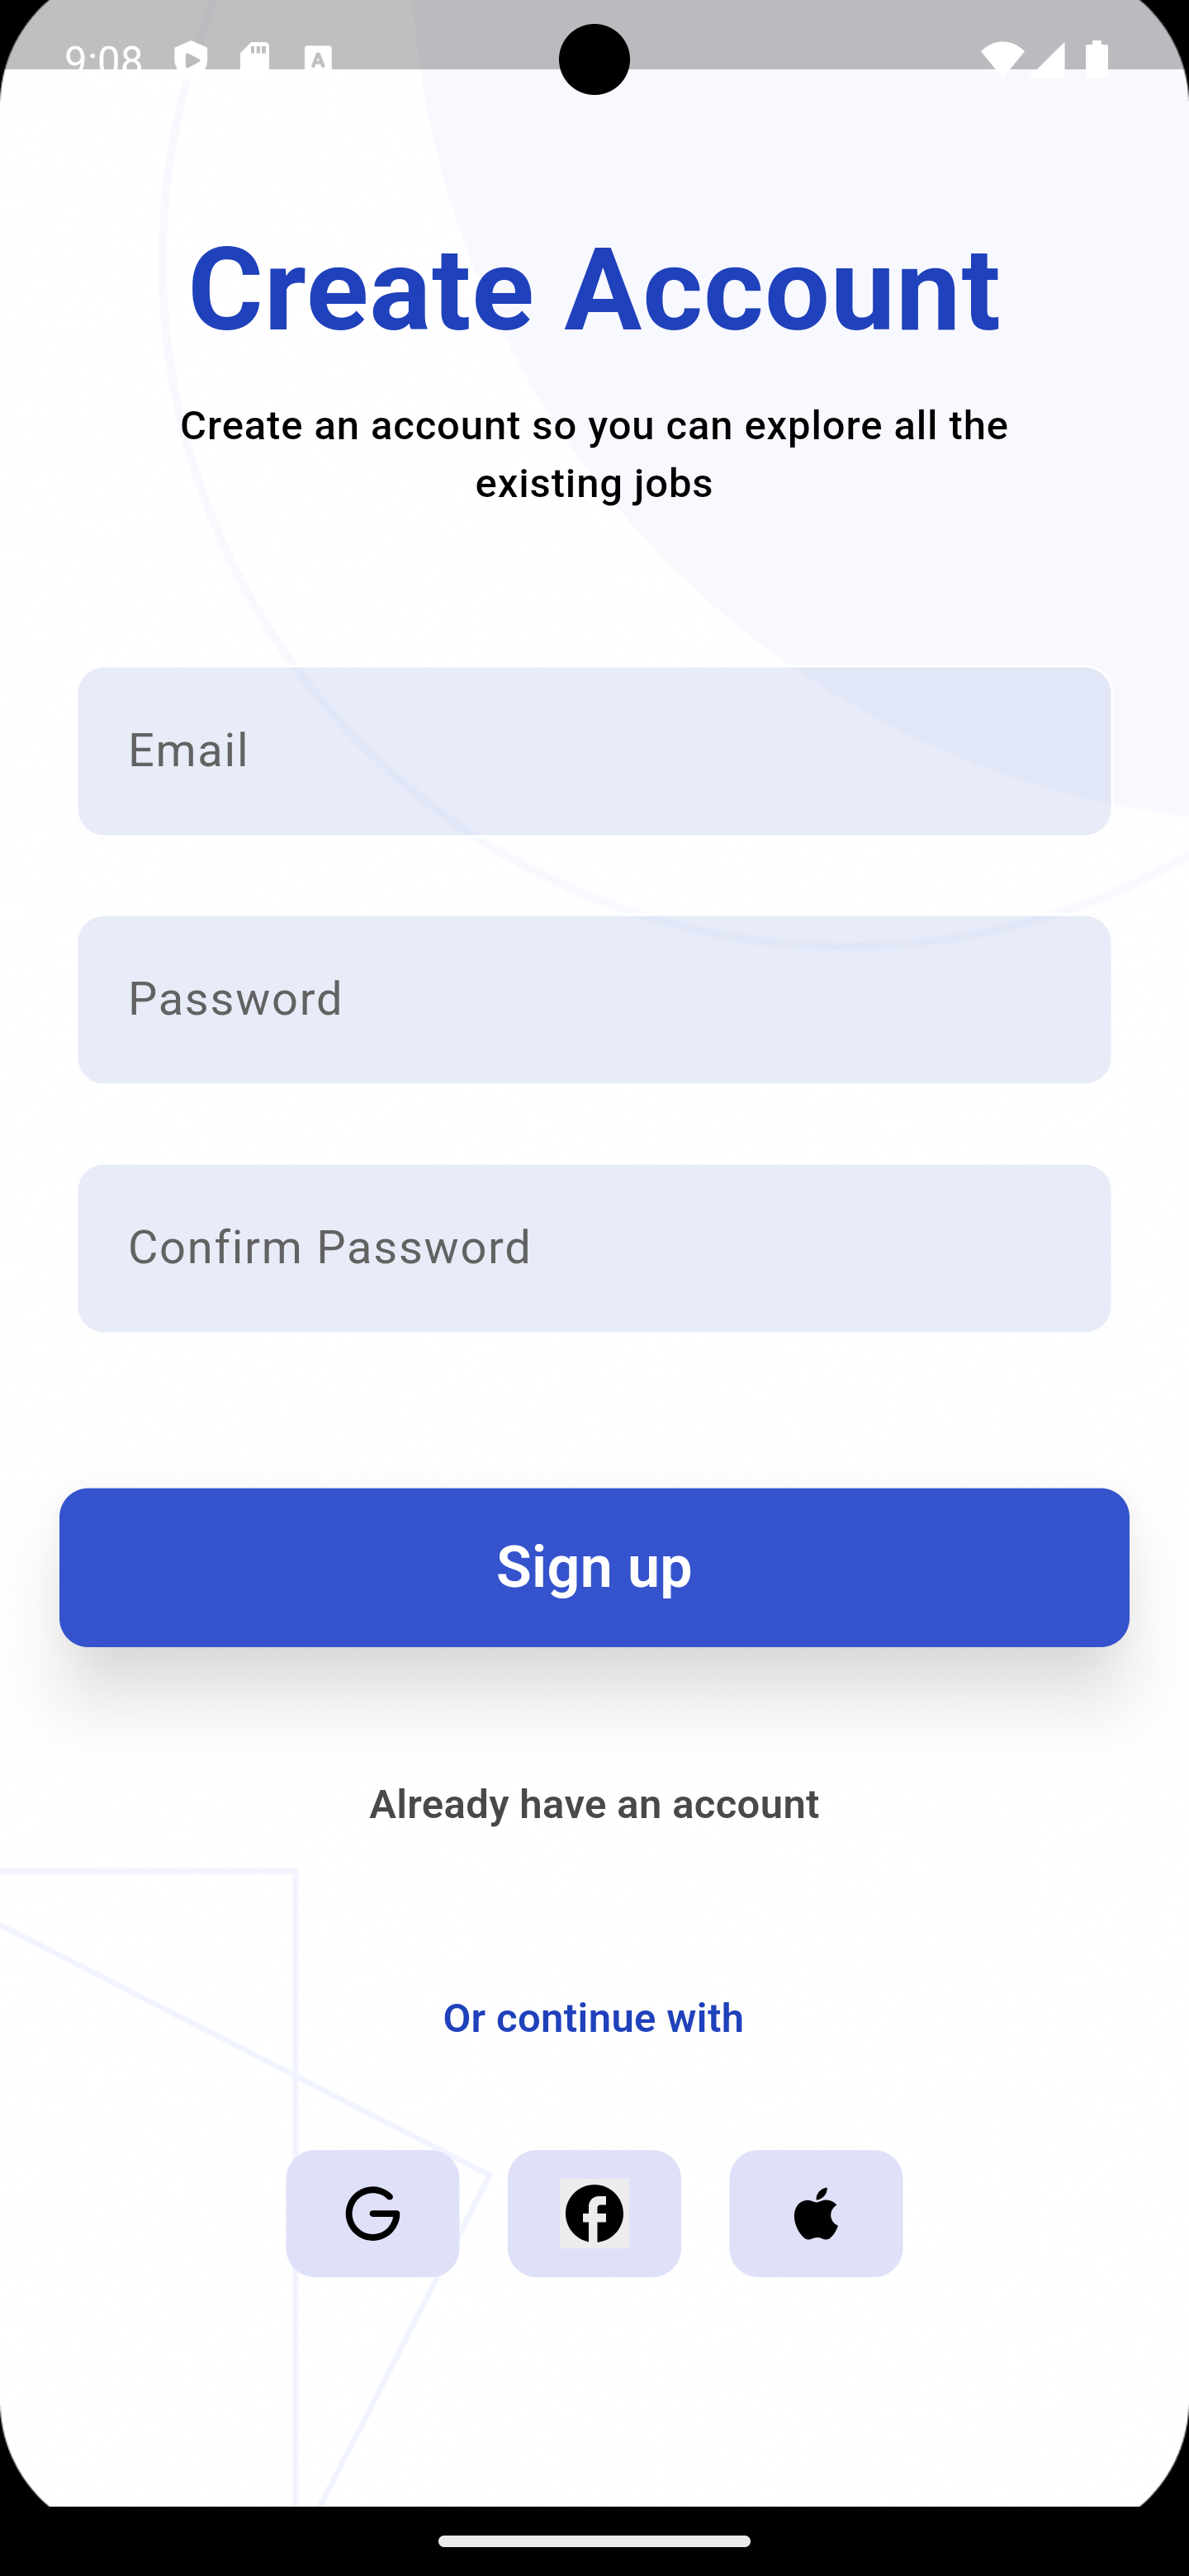 9:08
Create Account
Create an account so you can explore all the
existing jobs
Email
Password
Confirm Password
Sign up
Already have an account
Or continue with